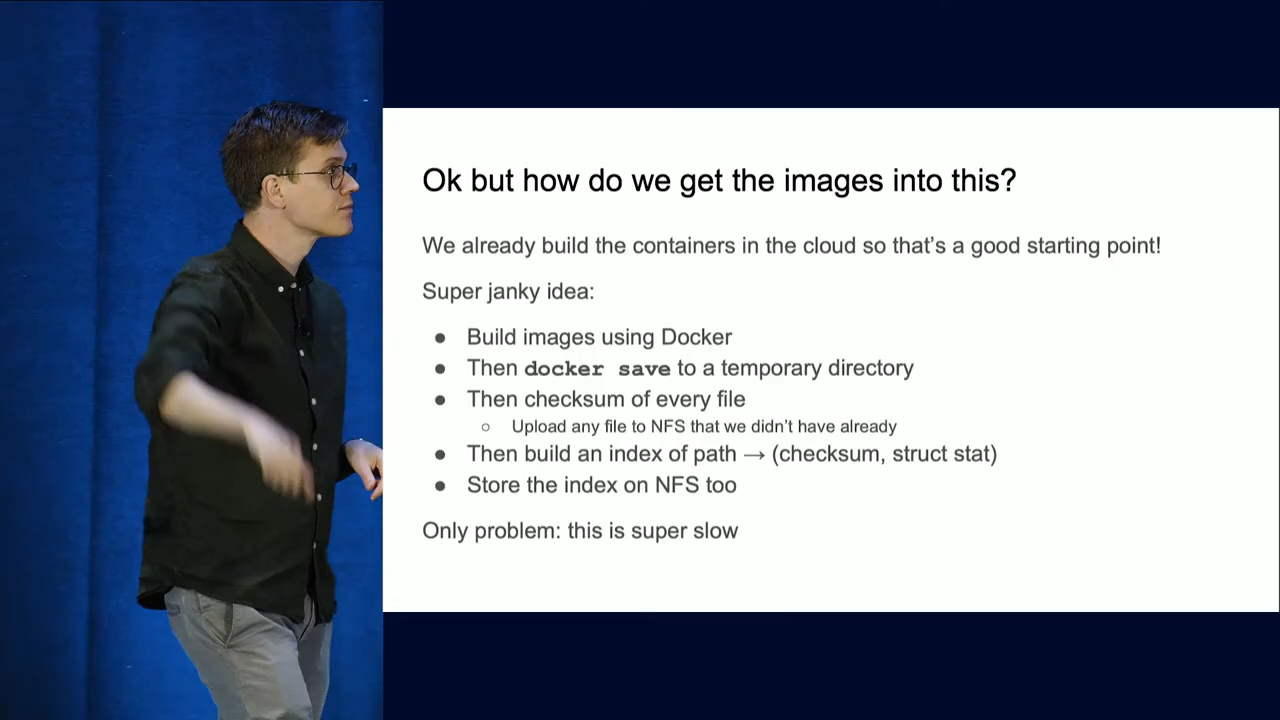 Ok but how do we get the images into this?
We already build the containers in the cloud so that's a good starting point!
Super janky idea:
● Build images using Docker
● Then docker save to a temporary directory
● Then checksum of every file
○ Upload any file to NFS that we didn't have already
● Then build an index of path → (checksum, struct stat)
● Store the index on NFS too
Only problem: this is super slow